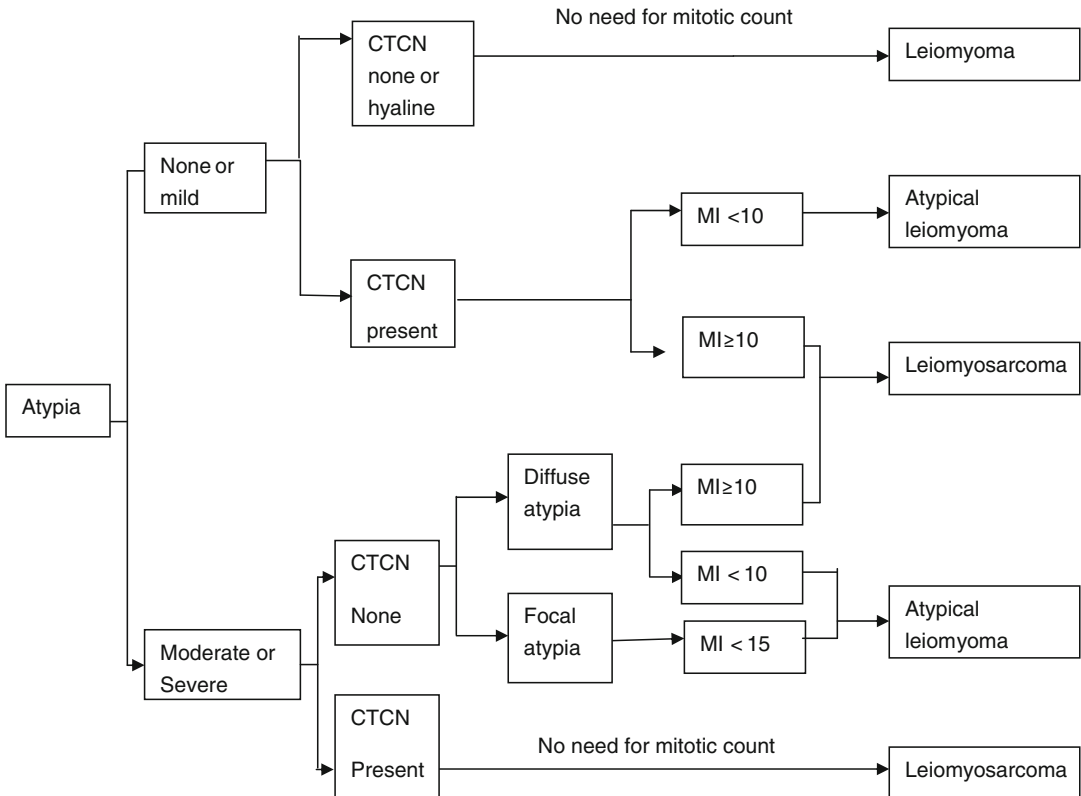 No need for mitotic count
CTCN
none or
hyaline
Leiomyoma
None or
mild
MI <10
Atypical
leiomyoma
CTCN
present
MI≥10
Leiomyosarcoma
Atypia
Diffuse
atypia
MI≥10
CTCN
None
MI < 10
Focal
atypia
MI < 15
Atypical
leiomyoma
Moderate or
Severe
CTCN
Present
No need for mitotic count
Leiomyosarcoma